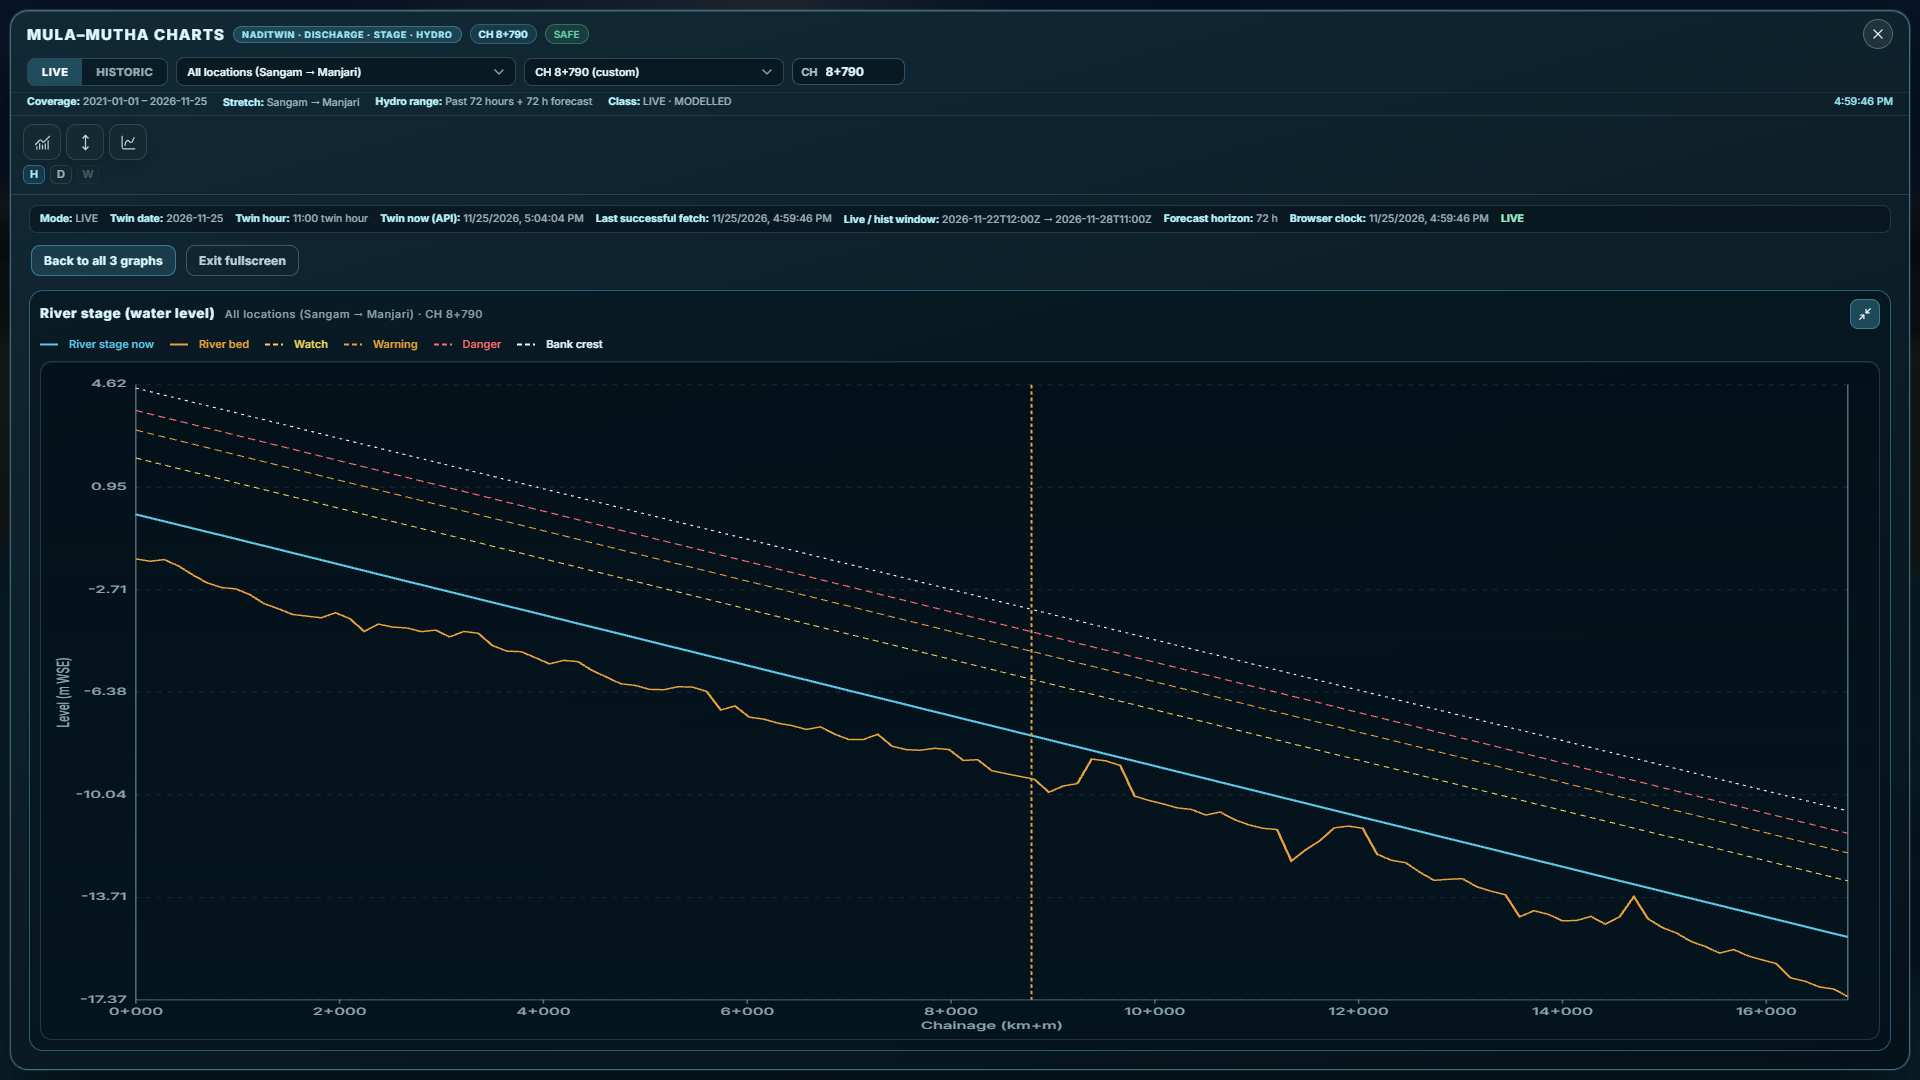 MULA–MUTHA CHARTS NADITWIN · DISCHARGE · STAGE · HYDRO CH 8+790 SAFE
LIVE HISTORIC All locations (Sangam → Manjari) CH 8+790 (custom) CH 8+790
Coverage: 2021-01-01 – 2026-11-25 Stretch: Sangam → Manjari Hydro range: Past 72 hours + 72 h forecast Class: LIVE · MODELLED 4:59:46 PM
H D W
Mode: LIVE Twin date: 2026-11-25 Twin hour: 11:00 twin hour Twin now (API): 11/25/2026, 5:04:04 PM Last successful fetch: 11/25/2026, 4:59:46 PM Live / hist window: 2026-11-22T12:00Z → 2026-11-28T11:00Z Forecast horizon: 72 h Browser clock: 11/25/2026, 4:59:46 PM LIVE
Back to all 3 graphs Exit fullscreen
River stage (water level) All locations (Sangam → Manjari) · CH 8+790
River stage now River bed Watch Warning Danger Bank crest
4.62
0.95
-2.71
-6.38
-10.04
-13.71
-17.37
Level (m WSE)
0+000 2+000 4+000 6+000 8+000 10+000 12+000 14+000 16+000
Chainage (km+m)